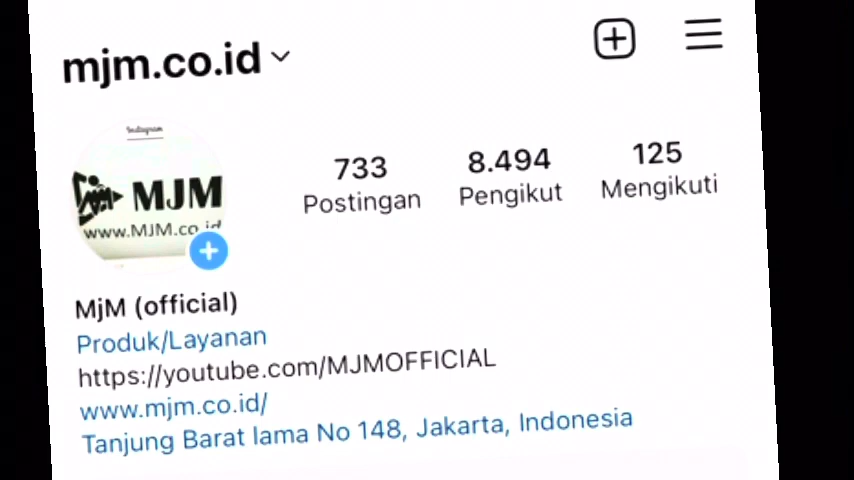 mjm.co.id
Instagram
MJM
www.MJM.co.id
733
Postingan
8.494
Pengikut
125
Mengikuti
MjM (official)
Produk/Layanan
https://youtube.com/MJMOFFICIAL
www.mjm.co.id/
Tanjung Barat lama No 148, Jakarta, Indonesia